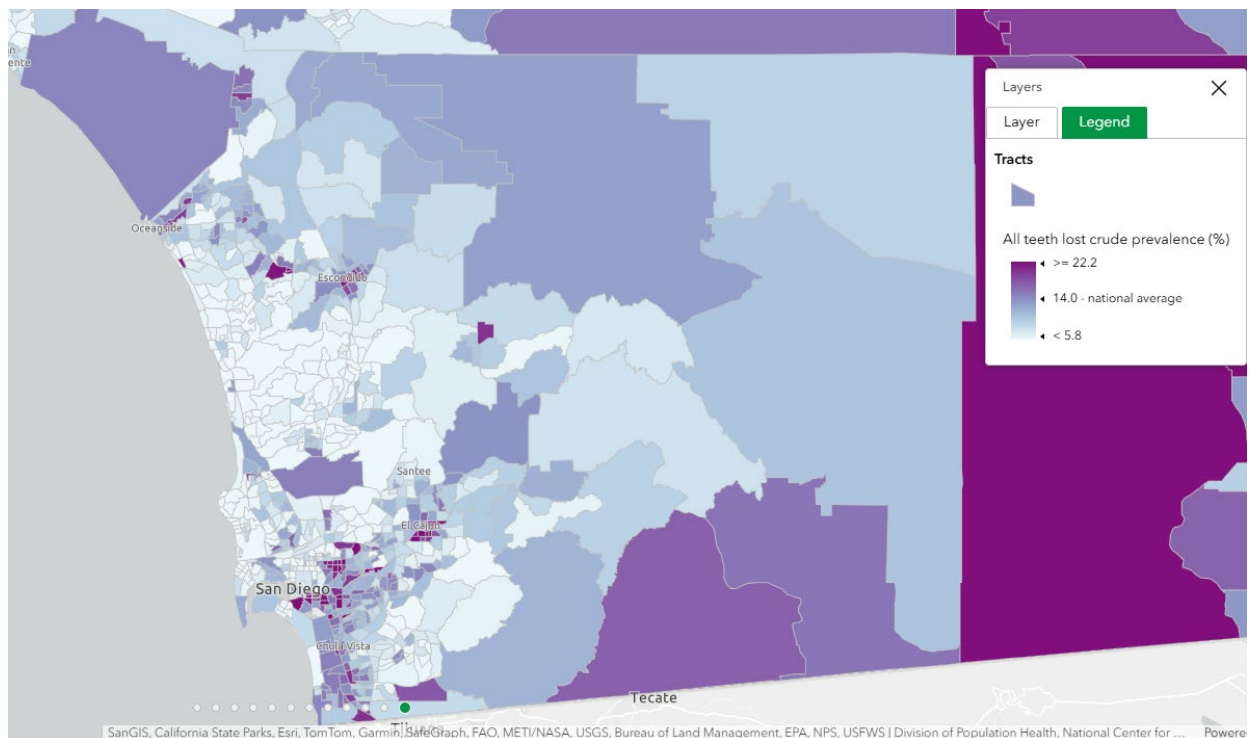 ente
Oceanside
Escondido
Santee
El Cajon
San Diego
Chula Vista
Tecate
Layers
Layer
Legend
Tracts
All teeth lost crude prevalence (%)
>= 22.2
14.0 - national average
< 5.8
SanGIS, California State Parks, Esri, TomTom, Garmin, SafeGraph, FAO, METI/NASA, USGS, Bureau of Land Management, EPA, NPS, USFWS | Division of Population Health, National Center for ...
Powere